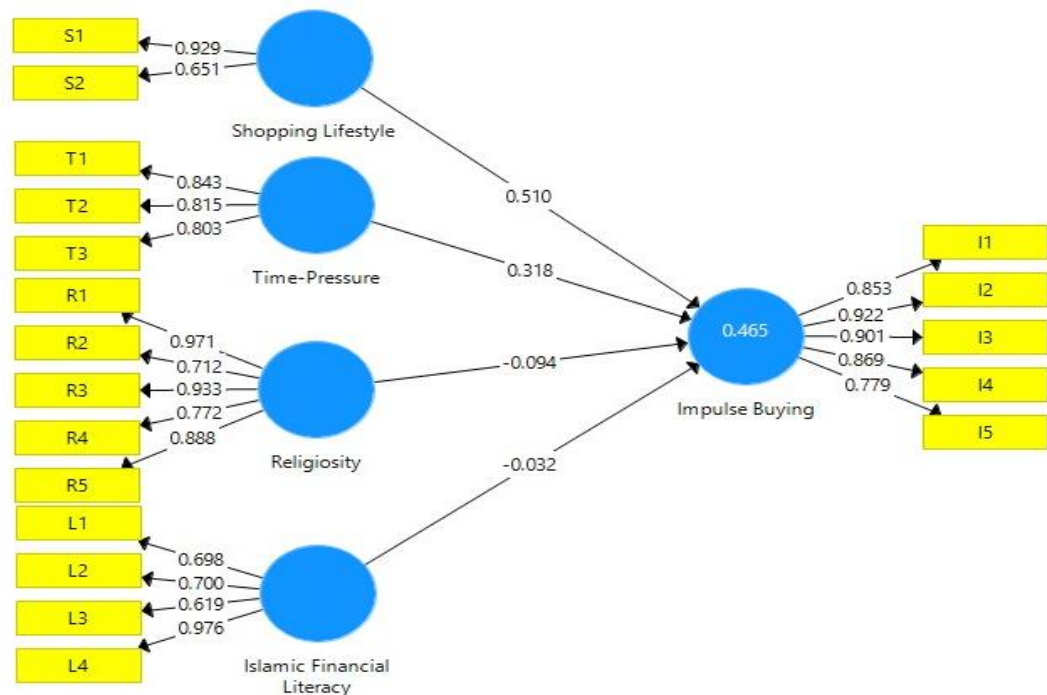 S1
0.929
0.651
S2
Shopping Lifestyle
T1
0.843
T2
0.815
0.803
T3
Time-Pressure
R1
0.971
R2
0.712
R3
0.933
0.772
R4
0.888
Religiosity
R5
L1
0.698
L2
0.700
0.619
L3
0.976
L4
Islamic Financial
Literacy
0.510
0.318
-0.094
-0.032
0.465
Impulse Buying
I1
0.853
I2
0.922
0.901
I3
0.869
I4
0.779
I5